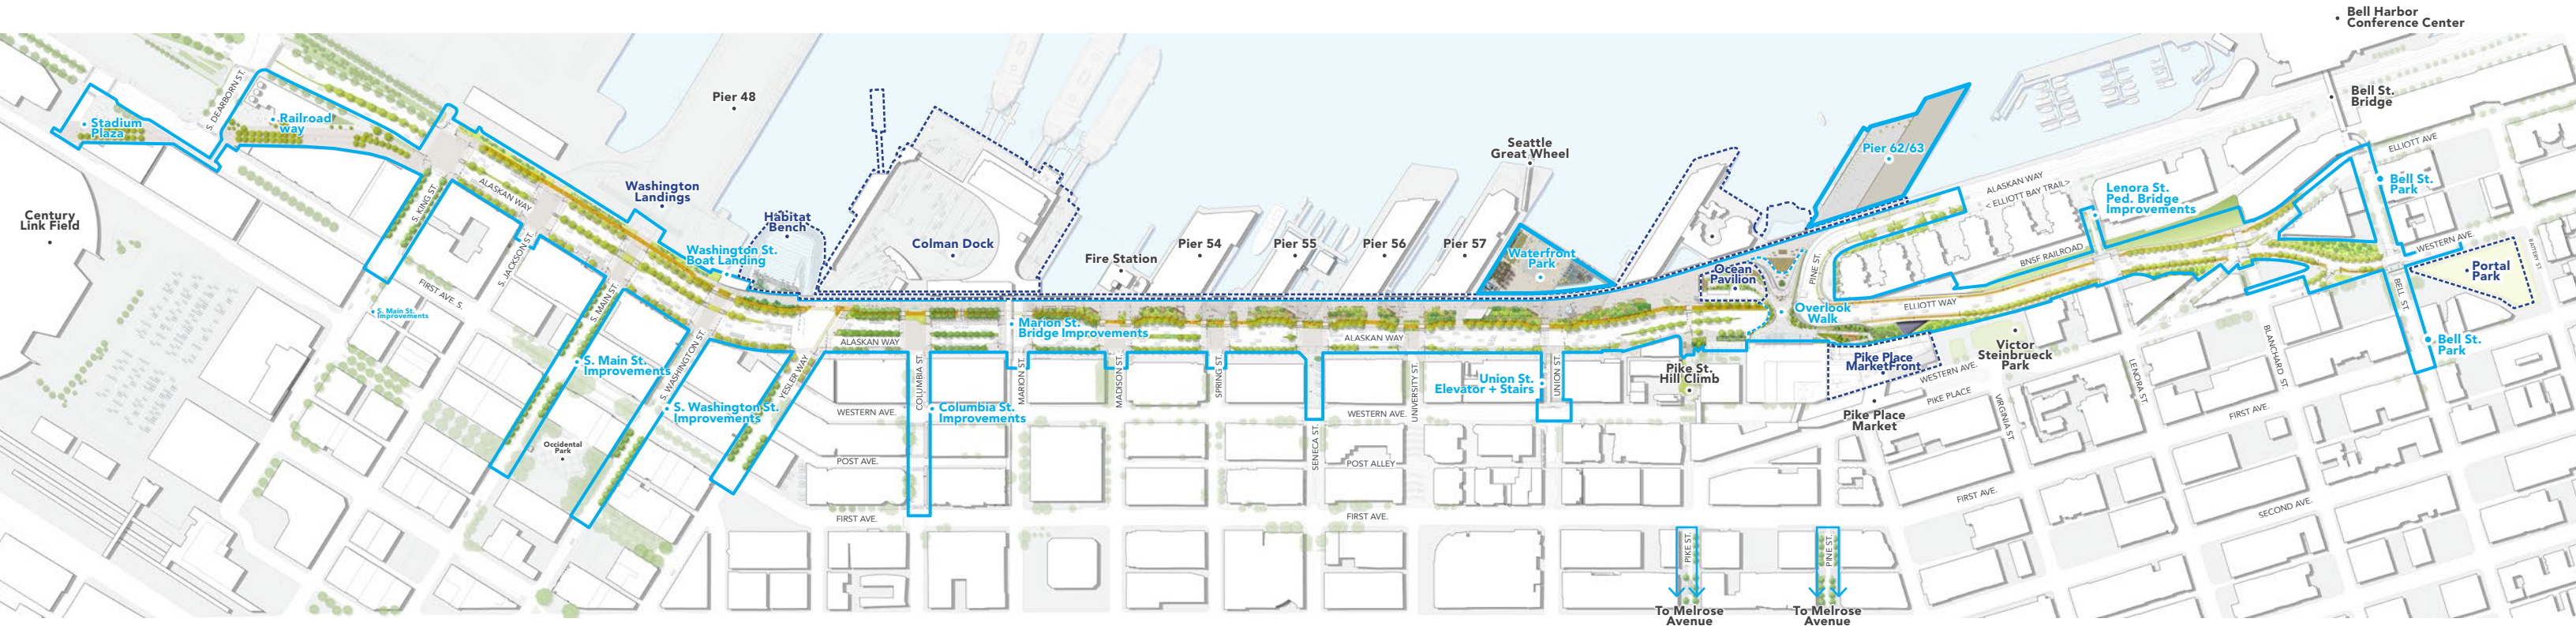 Bell Harbor
Conference Center
Bell St.
Bridge
ELLIOTT AVE
Bell St.
Park
WESTERN AVE.
BATTERY ST.
Portal
Park
BELL ST.
Bell St.
Park
Stadium
Plaza
S. DEARBORN ST.
Railroad
way
Century
Link Field
S. KING ST.
ALASKAN WAY
S. JACKSON ST.
FIRST AVE. S.
S. Main St.
Improvements
S. MAIN ST.
S. Main St.
Improvements
Occidental
Park
S. WASHINGTON ST.
S. Washington St.
Improvements
YESLER WAY
Pier 48
Washington
Landings
Washington St.
Boat Landing
Habitat
Bench
Colman Dock
Fire Station
Pier 54
Pier 55
Pier 56
Pier 57
Seattle
Great Wheel
Waterfront
Park
Ocean
Pavilion
Pier 62/63
PINE ST.
Overlook
Walk
ALASKAN WAY
< ELLIOTT BAY TRAIL>
Lenora St.
Ped. Bridge
Improvements
BNSF RAILROAD
ELLIOTT WAY
ALASKAN WAY
COLUMBIA ST.
Columbia St.
Improvements
Marion St.
Bridge Improvements
MARION ST.
MADISON ST.
SPRING ST.
SENECA ST.
ALASKAN WAY
UNIVERSITY ST.
Union St.
Elevator + Stairs
UNION ST.
Pike St.
Hill Climb
Pike Place
MarketFront
Pike Place
Market
WESTERN AVE.
PIKE PLACE
Victor
Steinbrueck
Park
VIRGINIA ST.
LENORA ST.
BLANCHARD ST.
WESTERN AVE.
WESTERN AVE.
POST AVE.
POST ALLEY
FIRST AVE.
FIRST AVE.
FIRST AVE.
FIRST AVE.
SECOND AVE.
PIKE ST.
PINE ST.
To Melrose
Avenue
To Melrose
Avenue